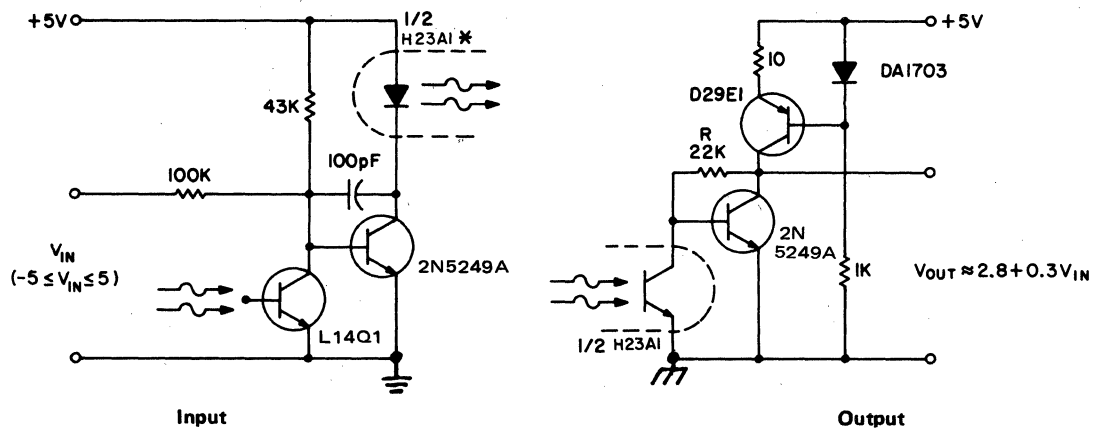 +5V
1/2
H23A1 *
43K
100pF
100K
V_IN
(-5 ≤ V_IN ≤ 5)
2N5249A
L14Q1
Input
+5V
10
DA1703
D29E1
R
22K
2N
5249A
1K
V_OUT ≈ 2.8+0.3V_IN
1/2 H23A1
Output